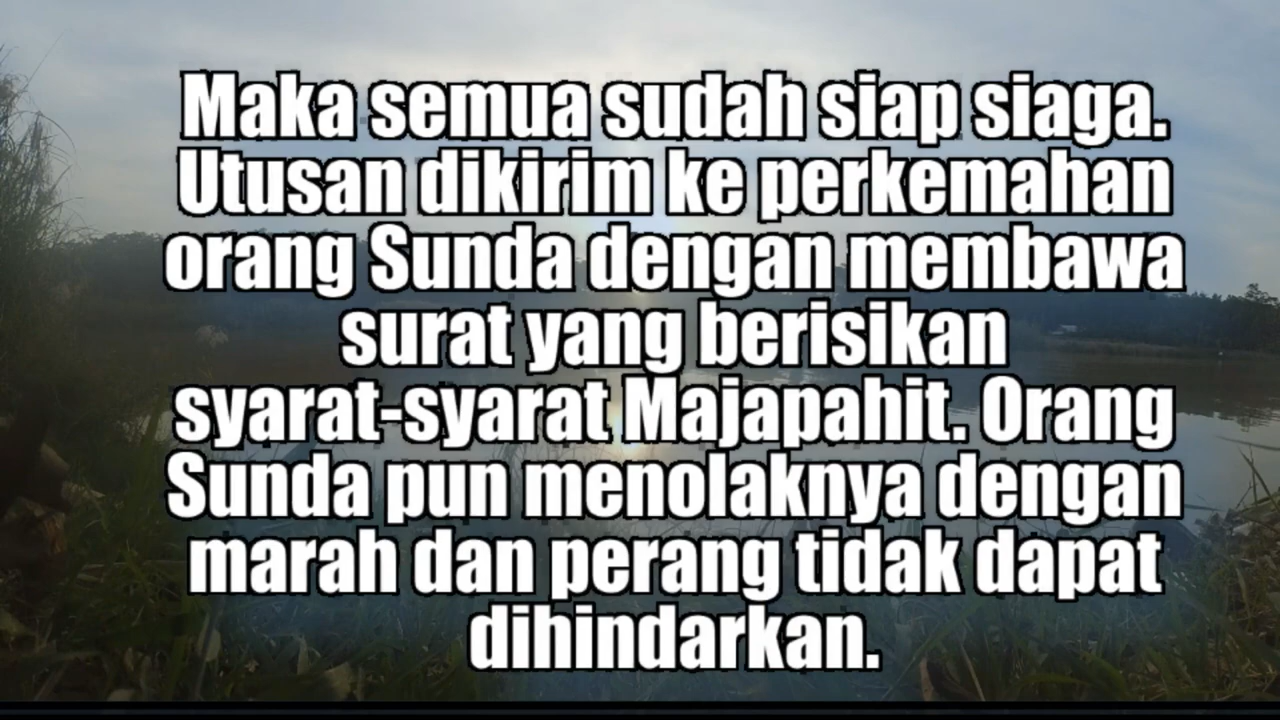 Maka semua sudah siap siaga.
Utusan dikirim ke perkemahan
orang Sunda dengan membawa
surat yang berisikan
syarat-syarat Majapahit. Orang
Sunda pun menolaknya dengan
marah dan perang tidak dapat
dihindarkan.